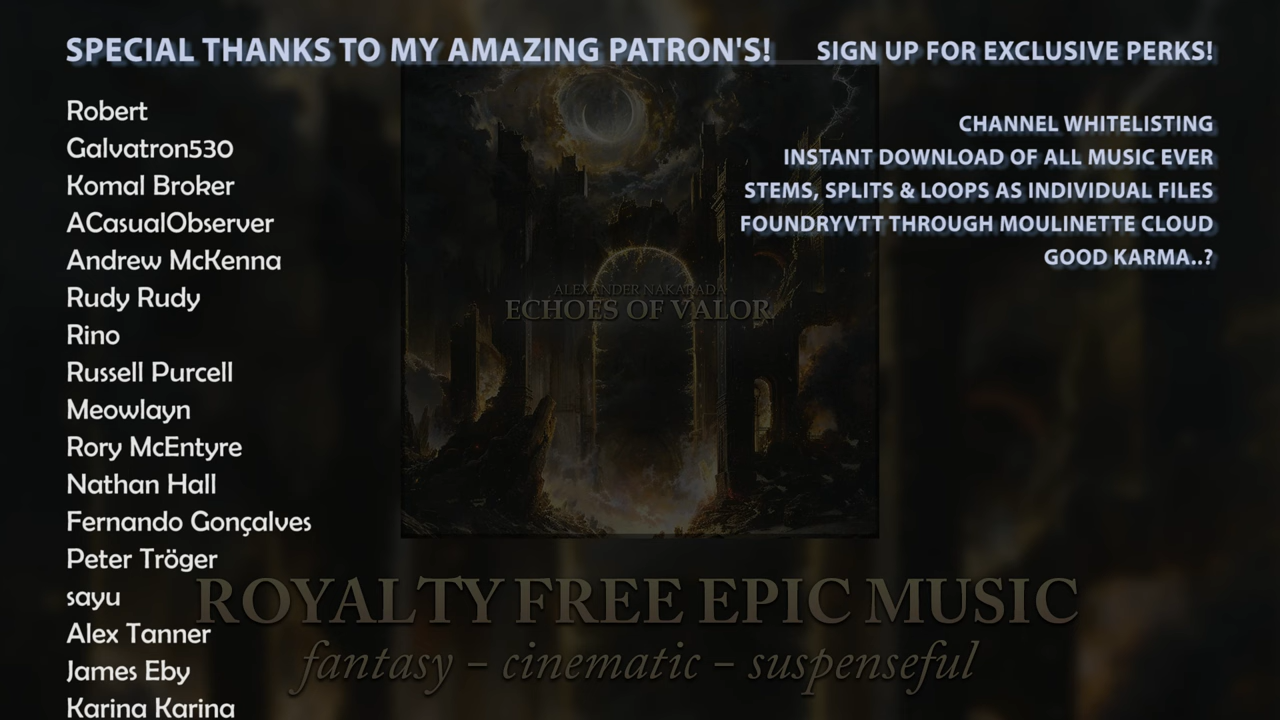 SPECIAL THANKS TO MY AMAZING PATRON'S!
Robert
Galvatron530
Komal Broker
ACasualObserver
Andrew McKenna
Rudy Rudy
Rino
Russell Purcell
Meowlayn
Rory McEntyre
Nathan Hall
Fernando Gonçalves
Peter Tröger
sayu
Alex Tanner
James Eby
Karina Karina
SIGN UP FOR EXCLUSIVE PERKS!
CHANNEL WHITELISTING
INSTANT DOWNLOAD OF ALL MUSIC EVER
STEMS, SPLITS & LOOPS AS INDIVIDUAL FILES
FOUNDRYVTT THROUGH MOULINETTE CLOUD
GOOD KARMA..?
ALEXANDER NAKARADA
ECHOES OF VALOR
ROYALTY FREE EPIC MUSIC
fantasy – cinematic – suspenseful